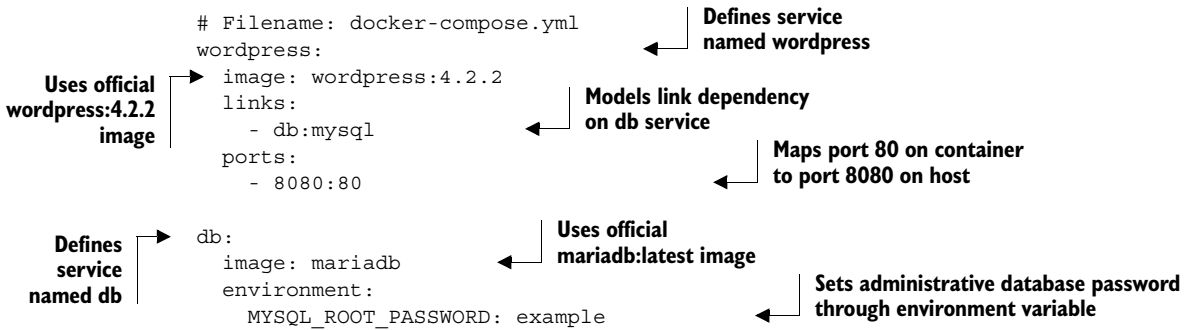 # Filename: docker-compose.yml
Defines service
named wordpress
wordpress:
Uses official
wordpress:4.2.2
image
image: wordpress:4.2.2
links:
- db:mysql
Models link dependency
on db service
ports:
- 8080:80
Maps port 80 on container
to port 8080 on host
Defines
service
named db
db:
image: mariadb
Uses official
mariadb:latest image
environment:
MYSQL_ROOT_PASSWORD: example
Sets administrative database password
through environment variable